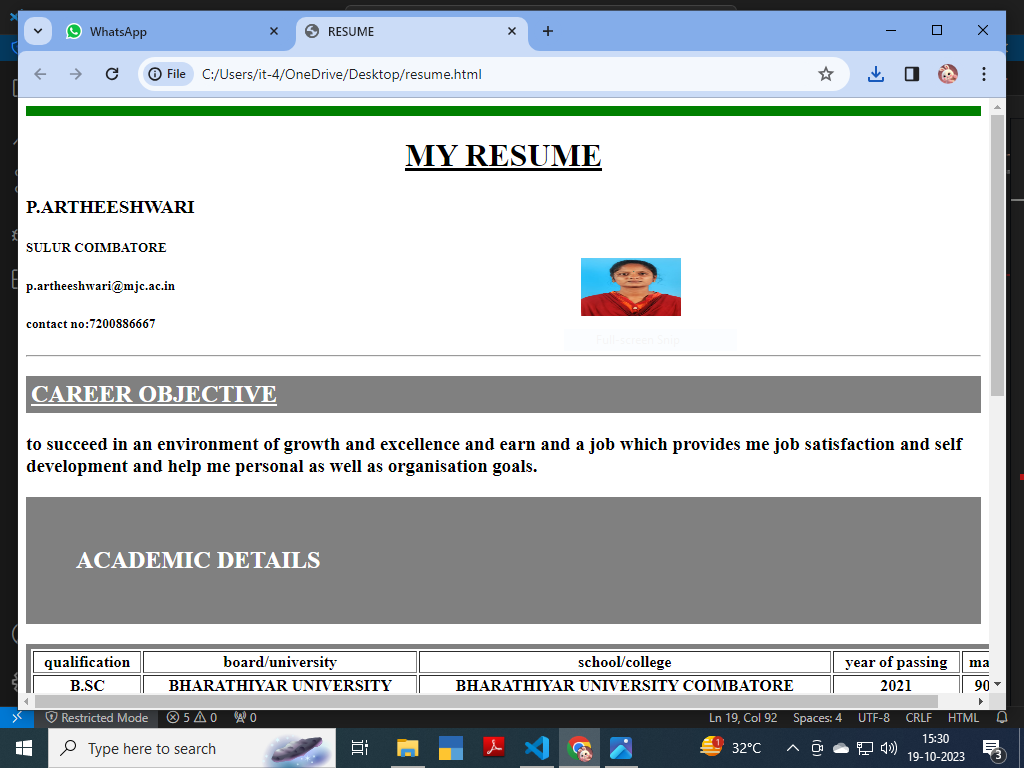 WhatsApp
RESUME
File
C:/Users/it-4/OneDrive/Desktop/resume.html
MY RESUME
P.ARTHEESHWARI
SULUR COIMBATORE
p.artheeshwari@mjc.ac.in
contact no:7200886667
Full-screen Snip
CAREER OBJECTIVE
to succeed in an environment of growth and excellence and earn and a job which provides me job satisfaction and self
development and help me personal as well as organisation goals.
ACADEMIC DETAILS
qualification board/university school/college year of passing ma
B.SC BHARATHIYAR UNIVERSITY BHARATHIYAR UNIVERSITY COIMBATORE 2021 90
Restricted Mode 5 0 0 Ln 19, Col 92 Spaces: 4 UTF-8 CRLF HTML
Type here to search
1
32°C
15:30
19-10-2023
3